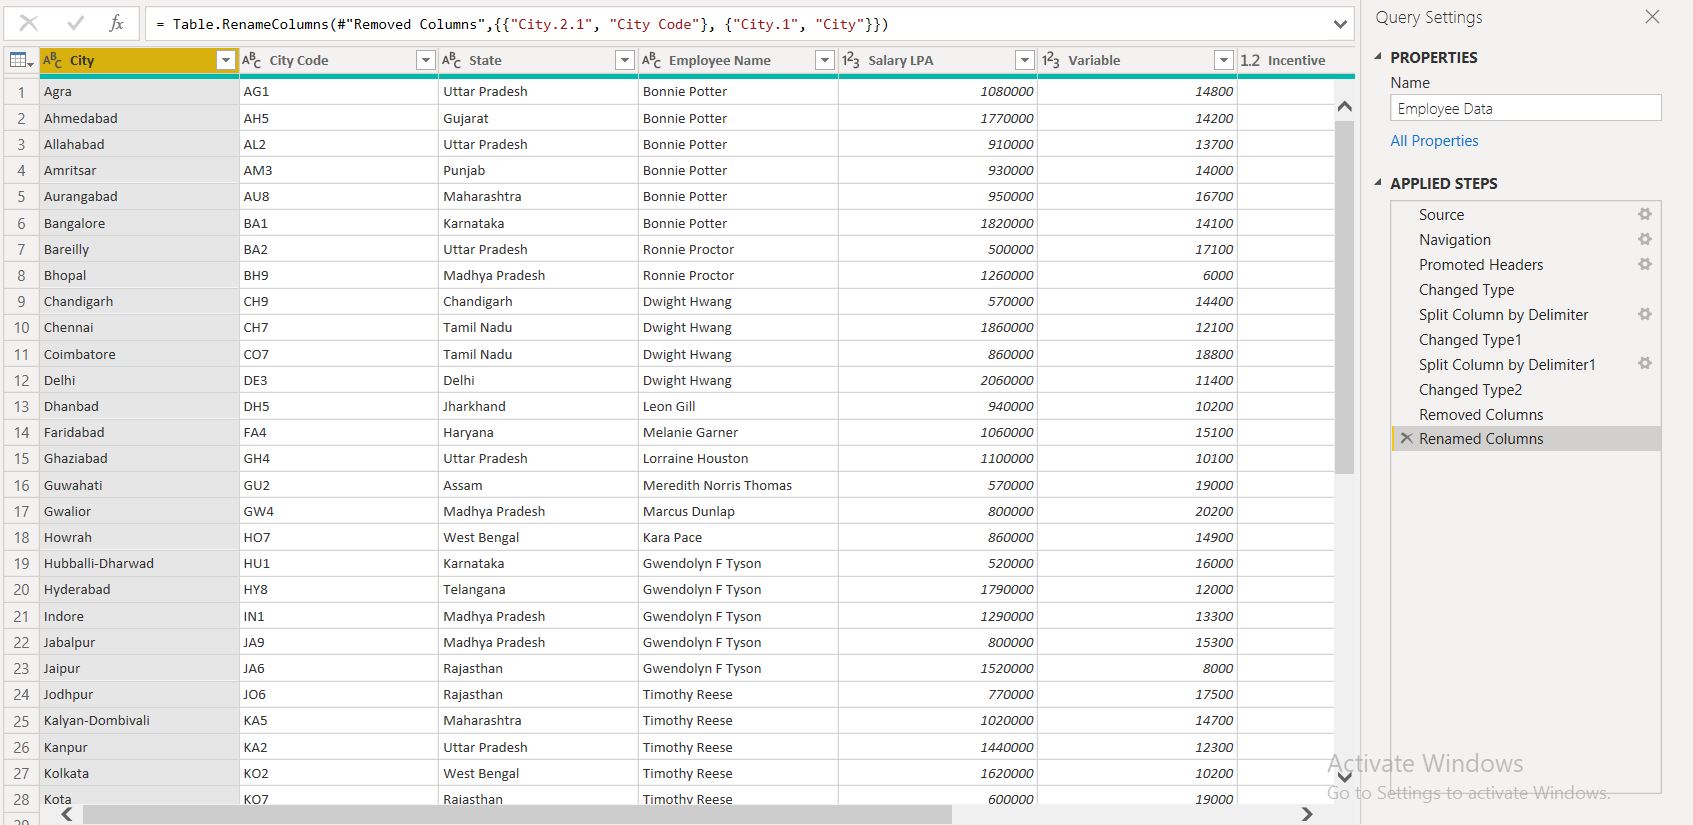 = Table.RenameColumns(#"Removed Columns",{{"City.2.1", "City Code"}, {"City.1", "City"}})
Query Settings
PROPERTIES
Name
Employee Data
All Properties
APPLIED STEPS
Source
Navigation
Promoted Headers
Changed Type
Split Column by Delimiter
Changed Type1
Split Column by Delimiter1
Changed Type2
Removed Columns
Renamed Columns
City City Code State Employee Name Salary LPA Variable Incentive
1 Agra AG1 Uttar Pradesh Bonnie Potter 1080000 14800
2 Ahmedabad AH5 Gujarat Bonnie Potter 1770000 14200
3 Allahabad AL2 Uttar Pradesh Bonnie Potter 910000 13700
4 Amritsar AM3 Punjab Bonnie Potter 930000 14000
5 Aurangabad AU8 Maharashtra Bonnie Potter 950000 16700
6 Bangalore BA1 Karnataka Bonnie Potter 1820000 14100
7 Bareilly BA2 Uttar Pradesh Ronnie Proctor 500000 17100
8 Bhopal BH9 Madhya Pradesh Ronnie Proctor 1260000 6000
9 Chandigarh CH9 Chandigarh Dwight Hwang 570000 14400
10 Chennai CH7 Tamil Nadu Dwight Hwang 1860000 12100
11 Coimbatore CO7 Tamil Nadu Dwight Hwang 860000 18800
12 Delhi DE3 Delhi Dwight Hwang 2060000 11400
13 Dhanbad DH5 Jharkhand Leon Gill 940000 10200
14 Faridabad FA4 Haryana Melanie Garner 1060000 15100
15 Ghaziabad GH4 Uttar Pradesh Lorraine Houston 1100000 10100
16 Guwahati GU2 Assam Meredith Norris Thomas 570000 19000
17 Gwalior GW4 Madhya Pradesh Marcus Dunlap 800000 20200
18 Howrah HO7 West Bengal Kara Pace 860000 14900
19 Hubballi-Dharwad HU1 Karnataka Gwendolyn F Tyson 520000 16000
20 Hyderabad HY8 Telangana Gwendolyn F Tyson 1790000 12000
21 Indore IN1 Madhya Pradesh Gwendolyn F Tyson 1290000 13300
22 Jabalpur JA9 Madhya Pradesh Gwendolyn F Tyson 800000 15300
23 Jaipur JA6 Rajasthan Gwendolyn F Tyson 1520000 8000
24 Jodhpur JO6 Rajasthan Timothy Reese 770000 17500
25 Kalyan-Dombivali KA5 Maharashtra Timothy Reese 1020000 14700
26 Kanpur KA2 Uttar Pradesh Timothy Reese 1440000 12300
27 Kolkata KO2 West Bengal Timothy Reese 1620000 10200
28 Kota KO7 Rajasthan Timothy Reese 600000 19000
29
Activate Windows
Go to Settings to activate Windows.